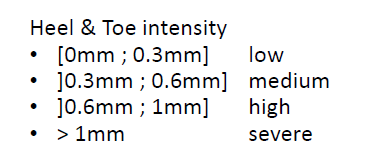 Heel & Toe intensity
• [0mm ; 0.3mm] low
• ]0.3mm ; 0.6mm] medium
• ]0.6mm ; 1mm] high
• > 1mm severe